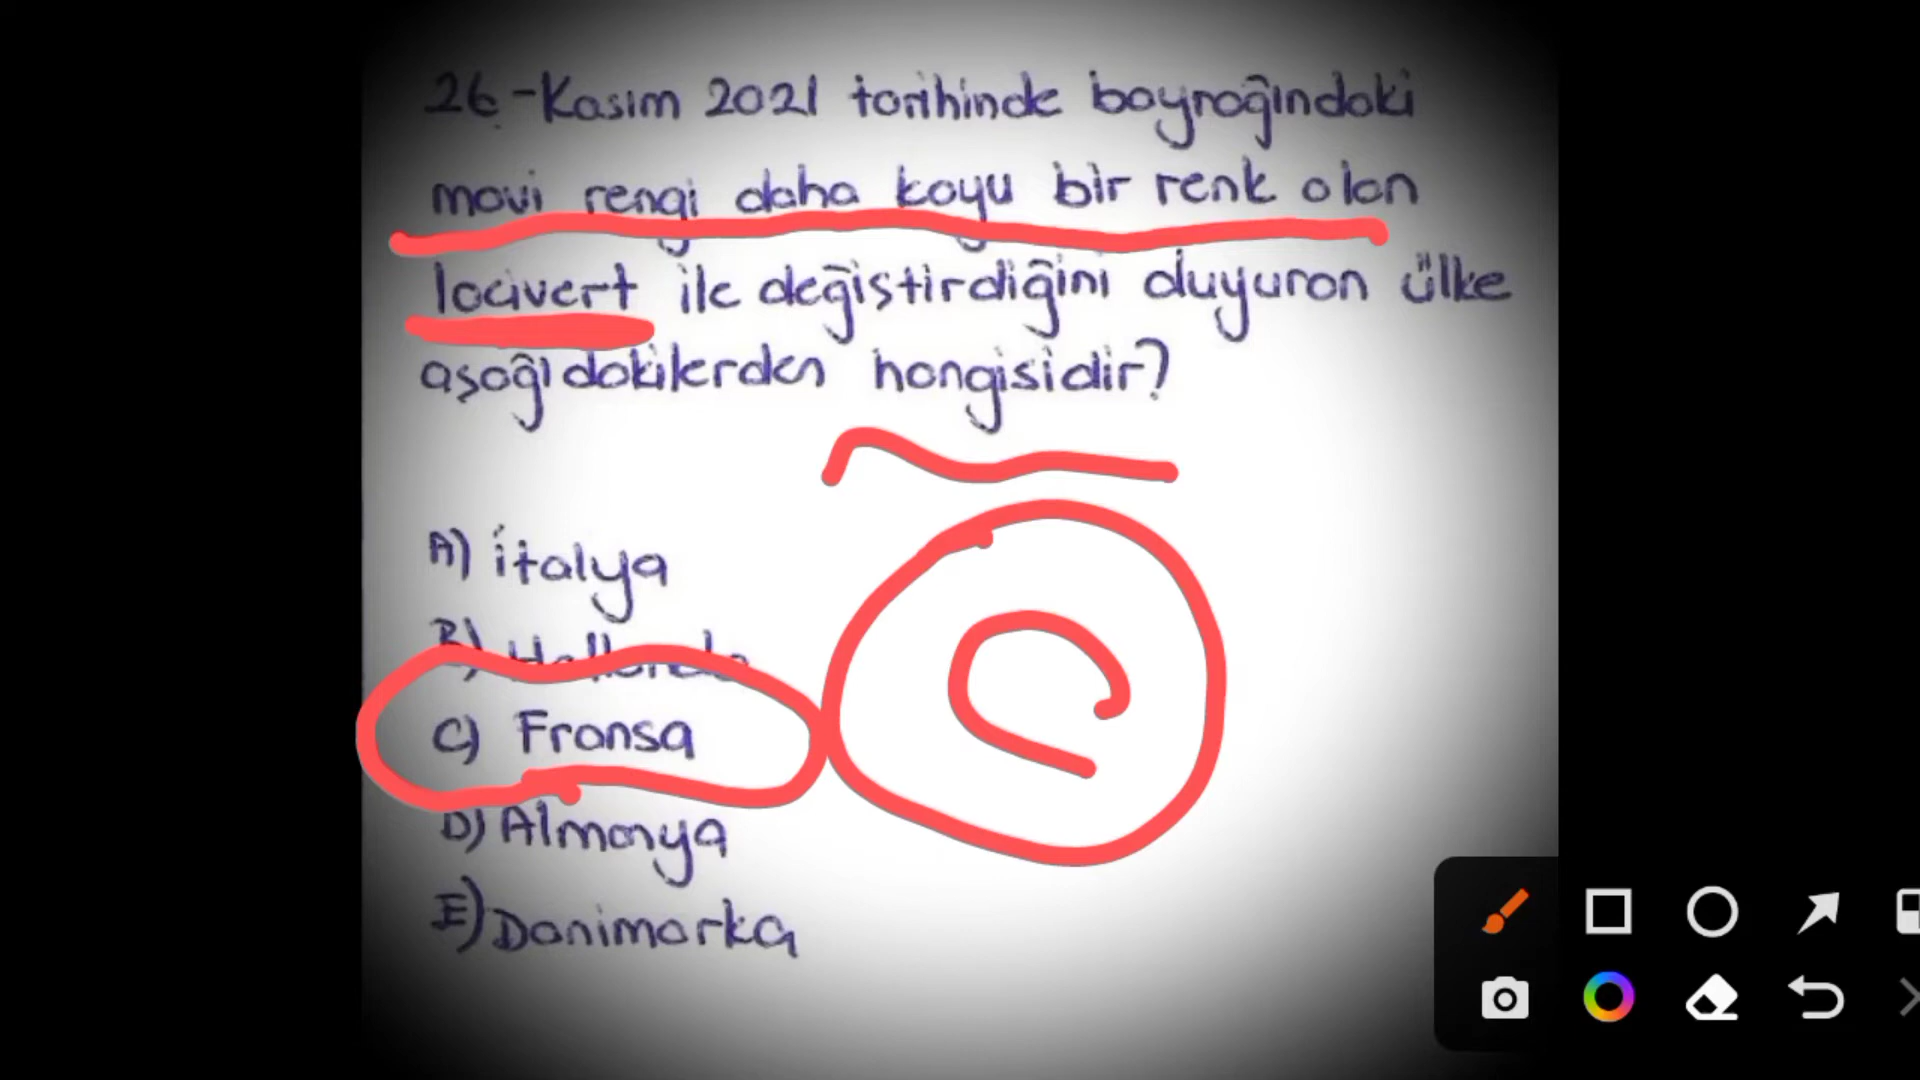 26-Kasım 2021 tarihinde bayrağındaki
mavi rengi daha koyu bir renk olan
lacivert ile değiştirdiğini duyuran ülke
aşağıdakilerden hangisidir?
A) İtalya
B) Hollanda
C) Fransa
D) Almanya
E) Danimarka
C